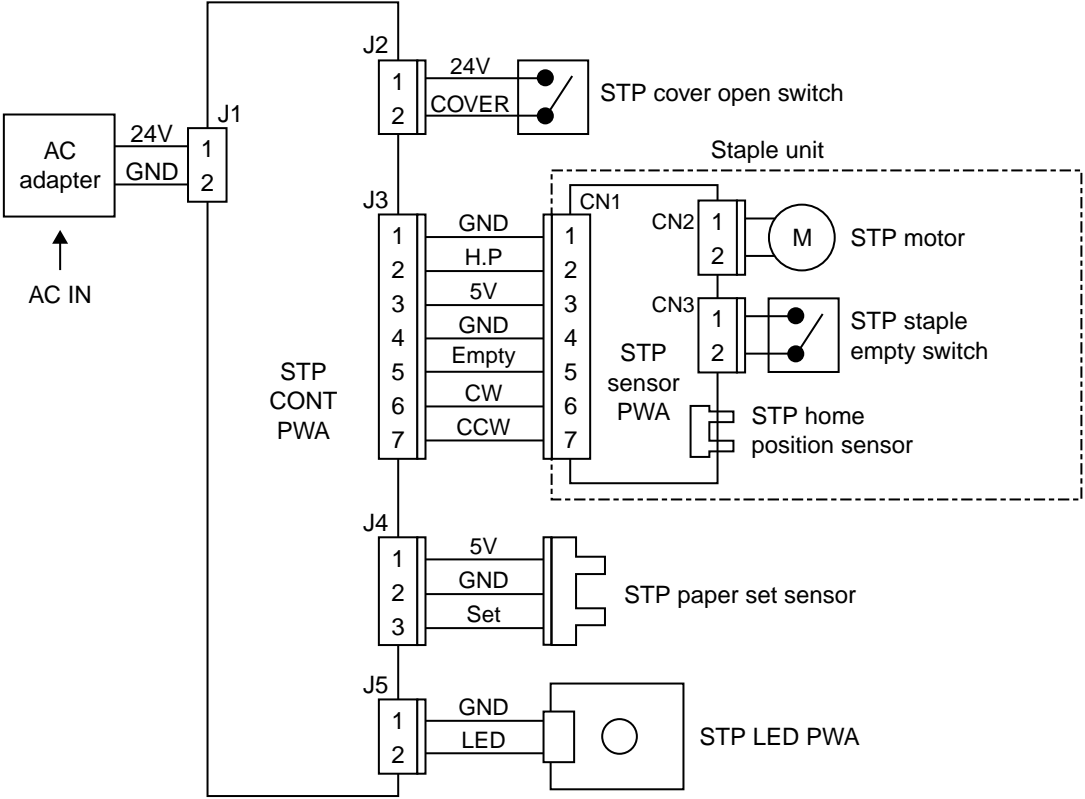 J2
1
24V
2
COVER
STP cover open switch
J1
AC
adapter
24V
1
GND
2
AC IN
Staple unit
J3
CN1
1
GND
1
2
H.P
2
3
5V
3
4
GND
4
5
Empty
5
6
CW
6
7
CCW
7
STP
CONT
PWA
STP
sensor
PWA
CN2
1
2
M
STP motor
CN3
1
2
STP staple
empty switch
STP home
position sensor
J4
1
5V
2
GND
3
Set
STP paper set sensor
J5
1
GND
2
LED
STP LED PWA